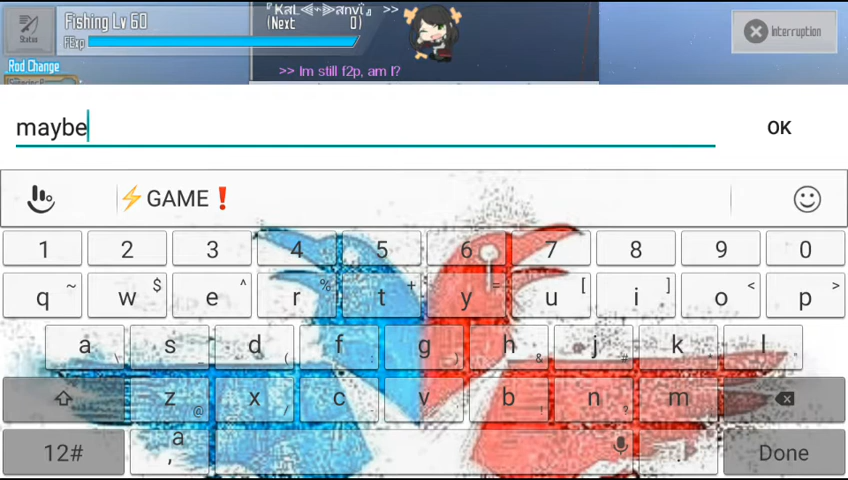 Status
Fishing Lv 60
FExp
Rod Change
(Next 0)
>>
>> Im still f2p, am I?
Interruption
maybe
OK
⚡GAME❗
1 2 3 4 5 6 7 8 9 0
q ~ w $ e ^ r % t + y = u [ i ] o < p >
a \ s _ d ( f : g ) h & j # k l
z @ x / c v b ! n ? m
12# a , . Done